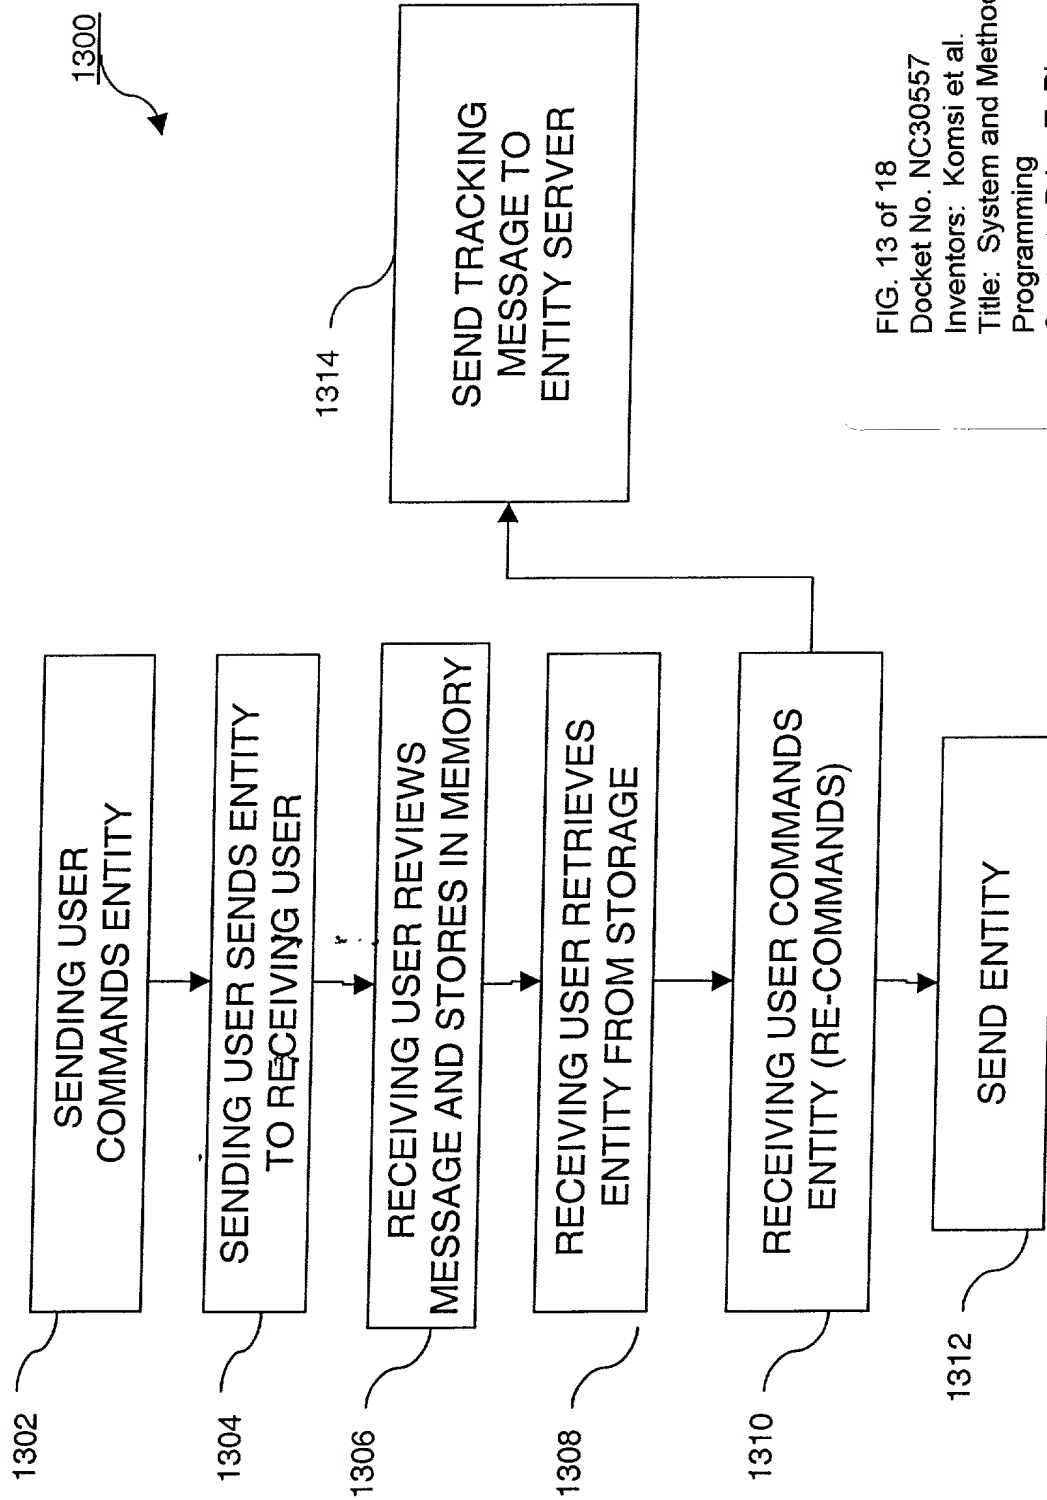 1300
1302
SENDING USER
COMMANDS ENTITY
1304
SENDING USER SENDS ENTITY
TO RECEIVING USER
1306
RECEIVING USER REVIEWS
MESSAGE AND STORES IN MEMORY
1308
RECEIVING USER RETRIEVES
ENTITY FROM STORAGE
1310
RECEIVING USER COMMANDS
ENTITY (RE-COMMANDS)
1312
SEND ENTITY
1314
SEND TRACKING
MESSAGE TO
ENTITY SERVER
FIG. 13 of 18
Docket No. NC30557
Inventors: Komsi et al.
Title: System and
Programming